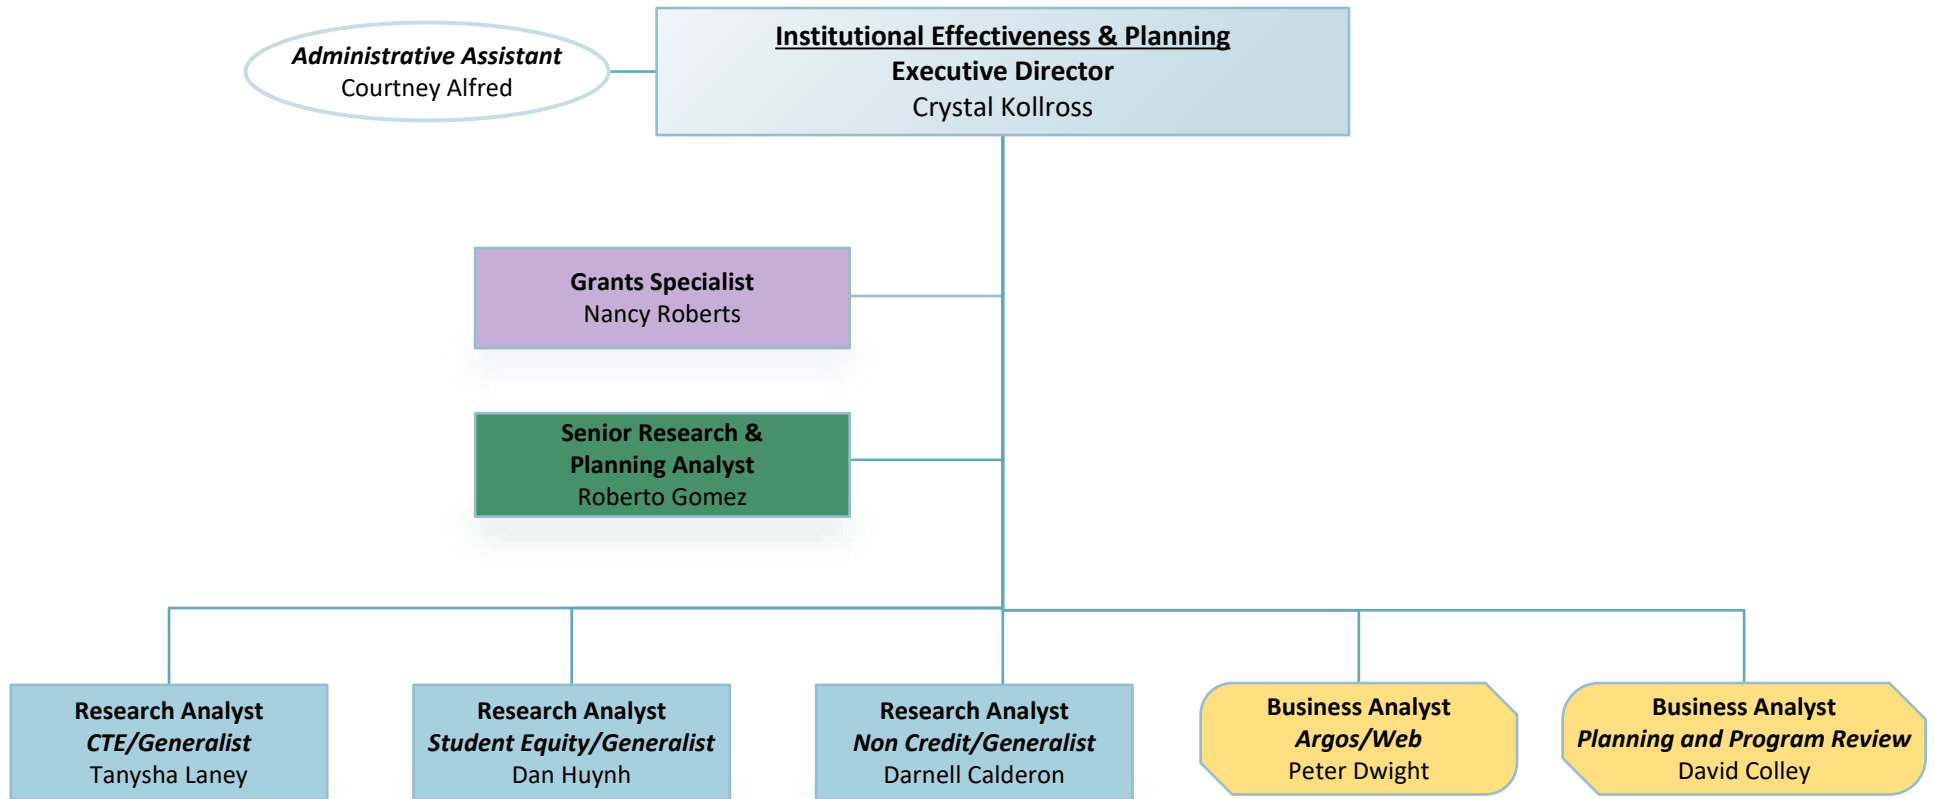 Administrative Assistant
Courtney Alfred
Institutional Effectiveness & Planning
Executive Director
Crystal Kollross
Grants Specialist
Nancy Roberts
Senior Research &
Planning Analyst
Roberto Gomez
Research Analyst
CTE/Generalist
Tanysha Laney
Research Analyst
Student Equity/Generalist
Dan Huynh
Research Analyst
Non Credit/Generalist
Darnell Calderon
Business Analyst
Argos/Web
Peter Dwight
Business Analyst
Planning and Program Review
David Colley